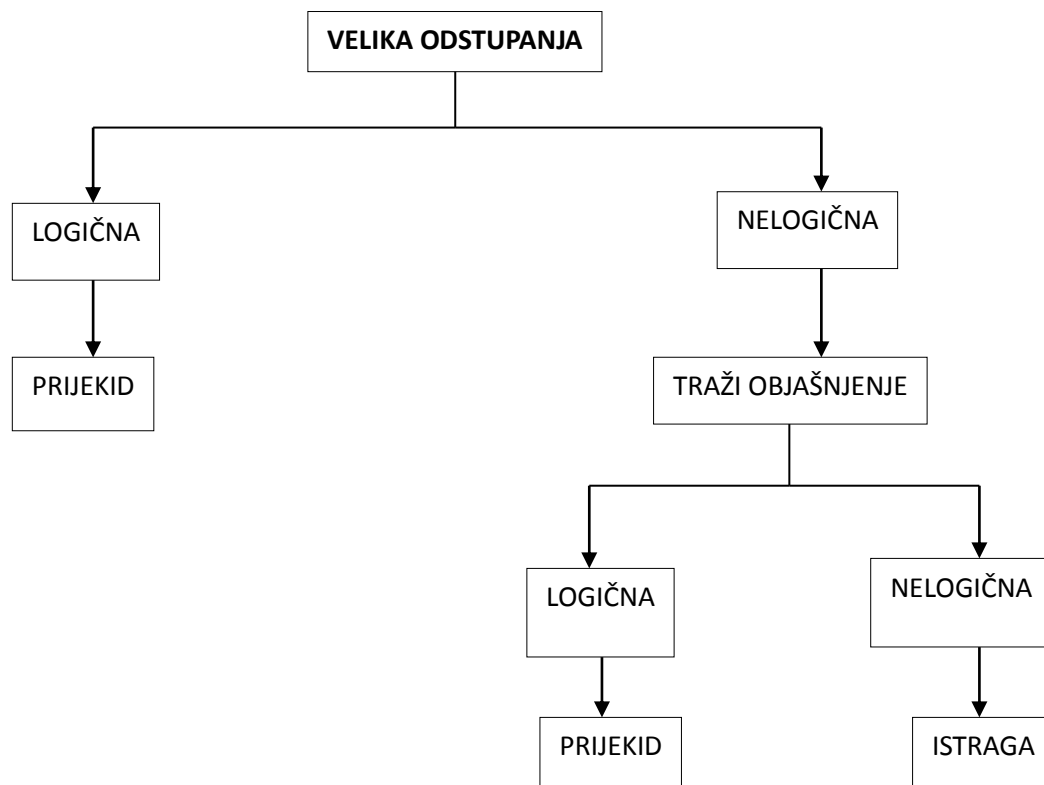 VELIKA ODSTUPANJA
LOGIČNA
NELOGIČNA
PRIJEKID
TRAŽI OBJAŠNJENJE
LOGIČNA
NELOGIČNA
PRIJEKID
ISTRAGA